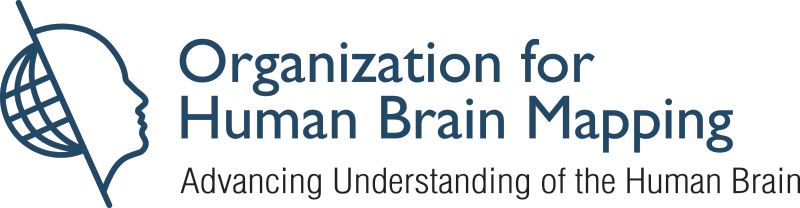 Organization for
Human Brain Mapping
Advancing Understanding of the Human Brain